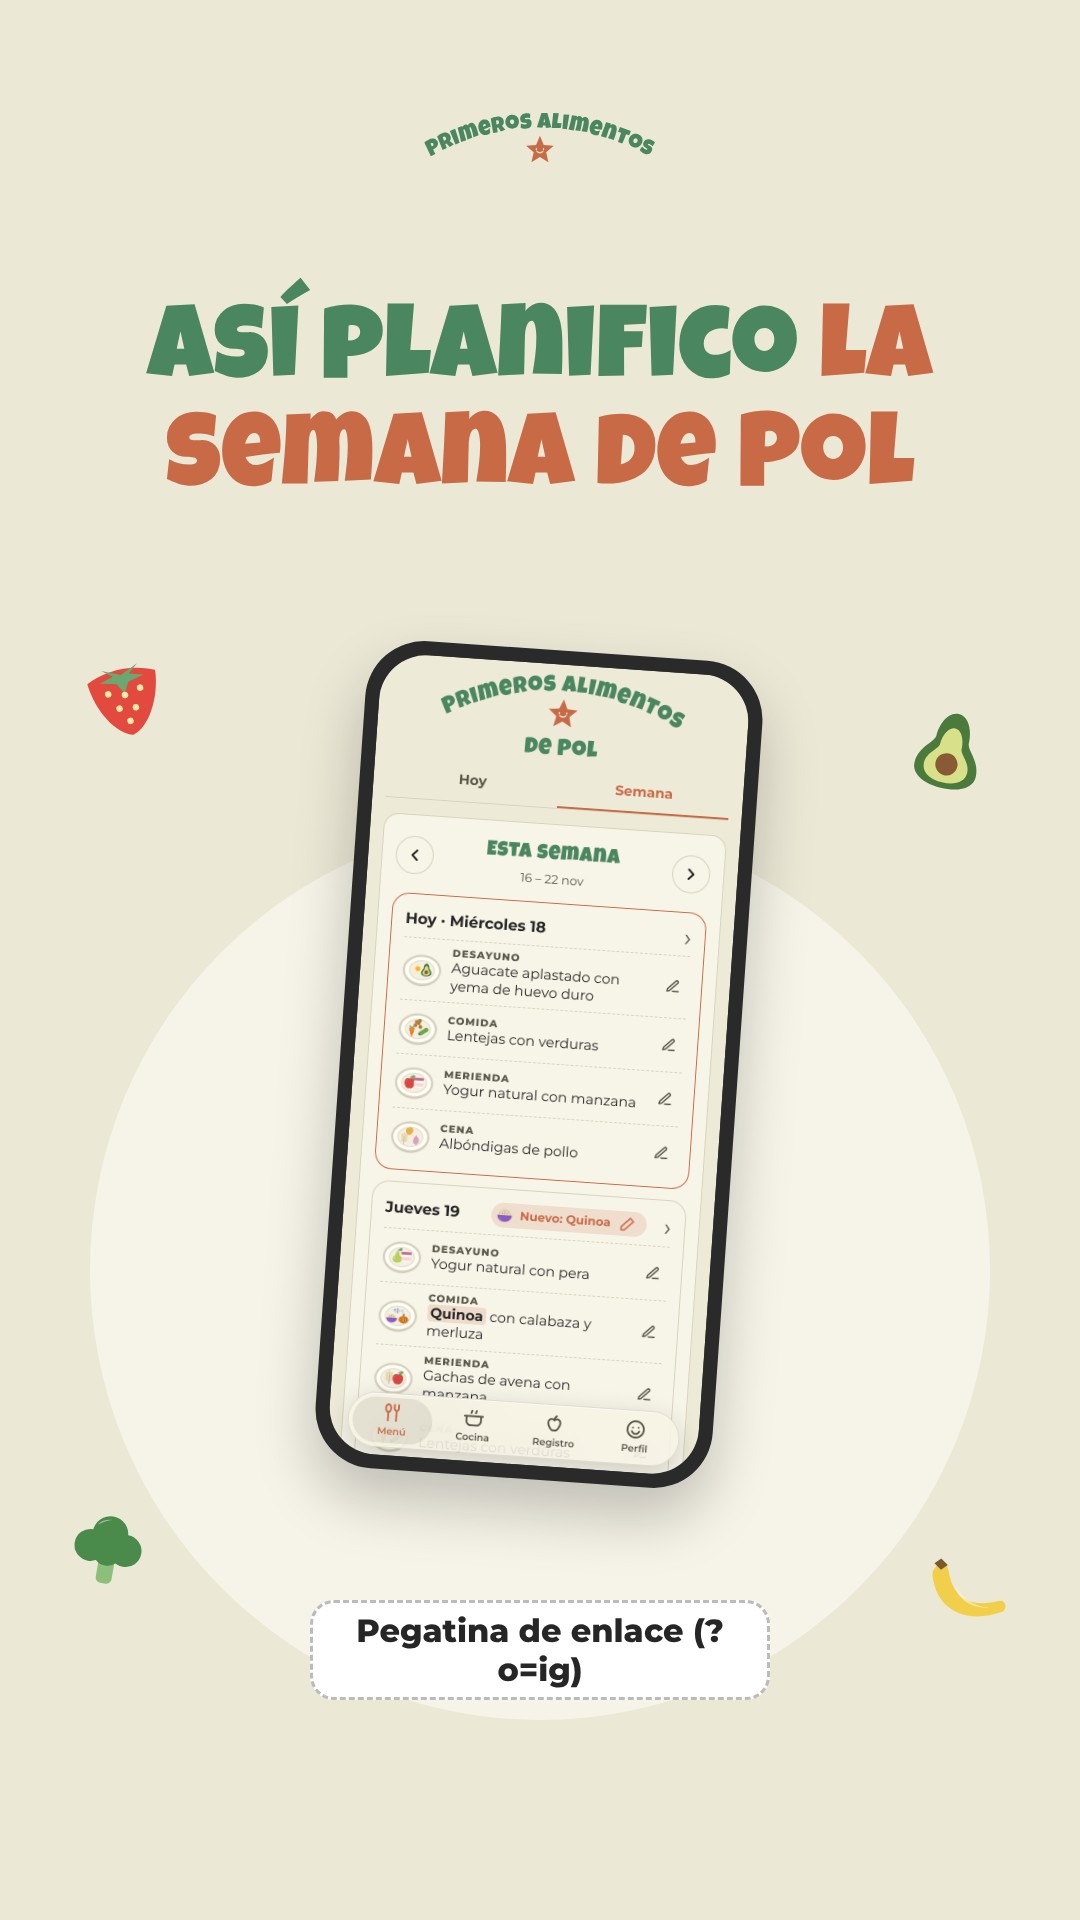 PRIMEROS ALIMENTOS
ASÍ PLANIFICO LA
SEMANA DE POL
PRIMEROS ALIMENTOS
DE POL
Hoy
Semana
ESTA SEMANA
16 – 22 nov
Hoy · Miércoles 18
DESAYUNO
Aguacate aplastado con
yema de huevo duro
COMIDA
Lentejas con verduras
MERIENDA
Yogur natural con manzana
CENA
Albóndigas de pollo
Jueves 19
Nuevo: Quinoa
DESAYUNO
Yogur natural con pera
COMIDA
Quinoa con calabaza y
merluza
MERIENDA
Gachas de avena con
manzana
Lentejas con verduras
Menú
Cocina
Registro
Perfil
Pegatina de enlace (?
o=ig)